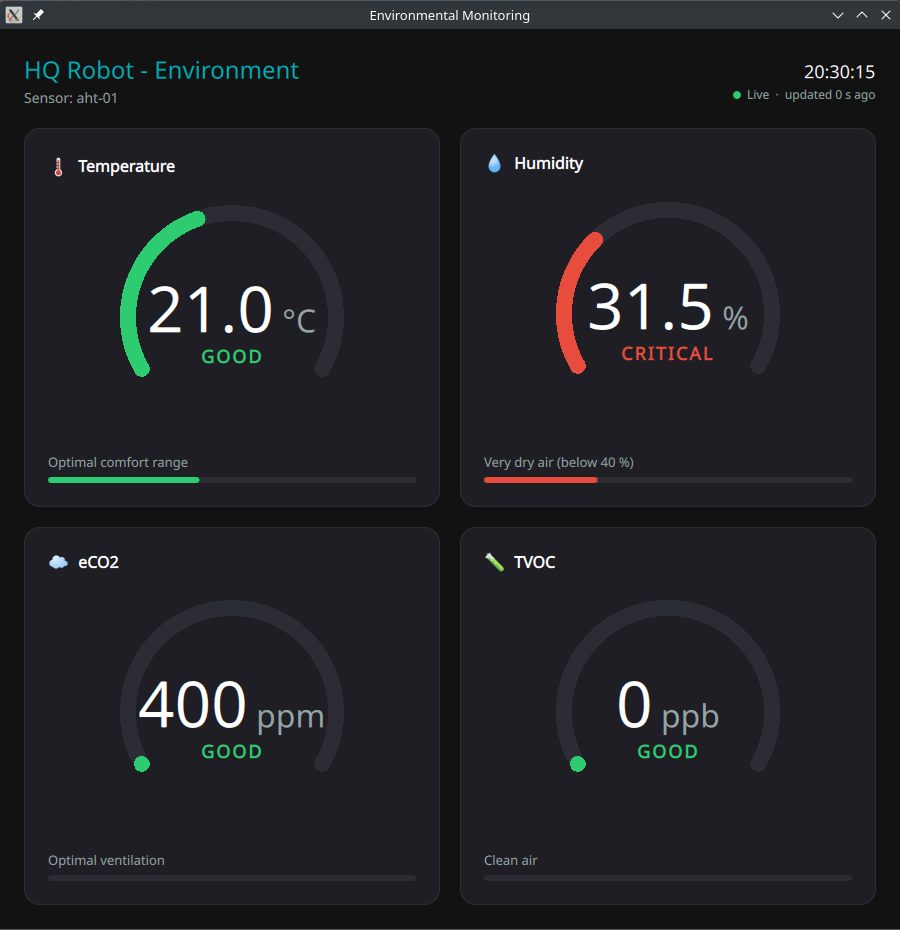 Environmental Monitoring
HQ Robot - Environment
20:30:15
Sensor: aht-01
Live · updated 0 s ago
Temperature
21.0 °C
GOOD
Optimal comfort range
Humidity
31.5 %
CRITICAL
Very dry air (below 40 %)
eCO2
400 ppm
GOOD
Optimal ventilation
TVOC
0 ppb
GOOD
Clean air